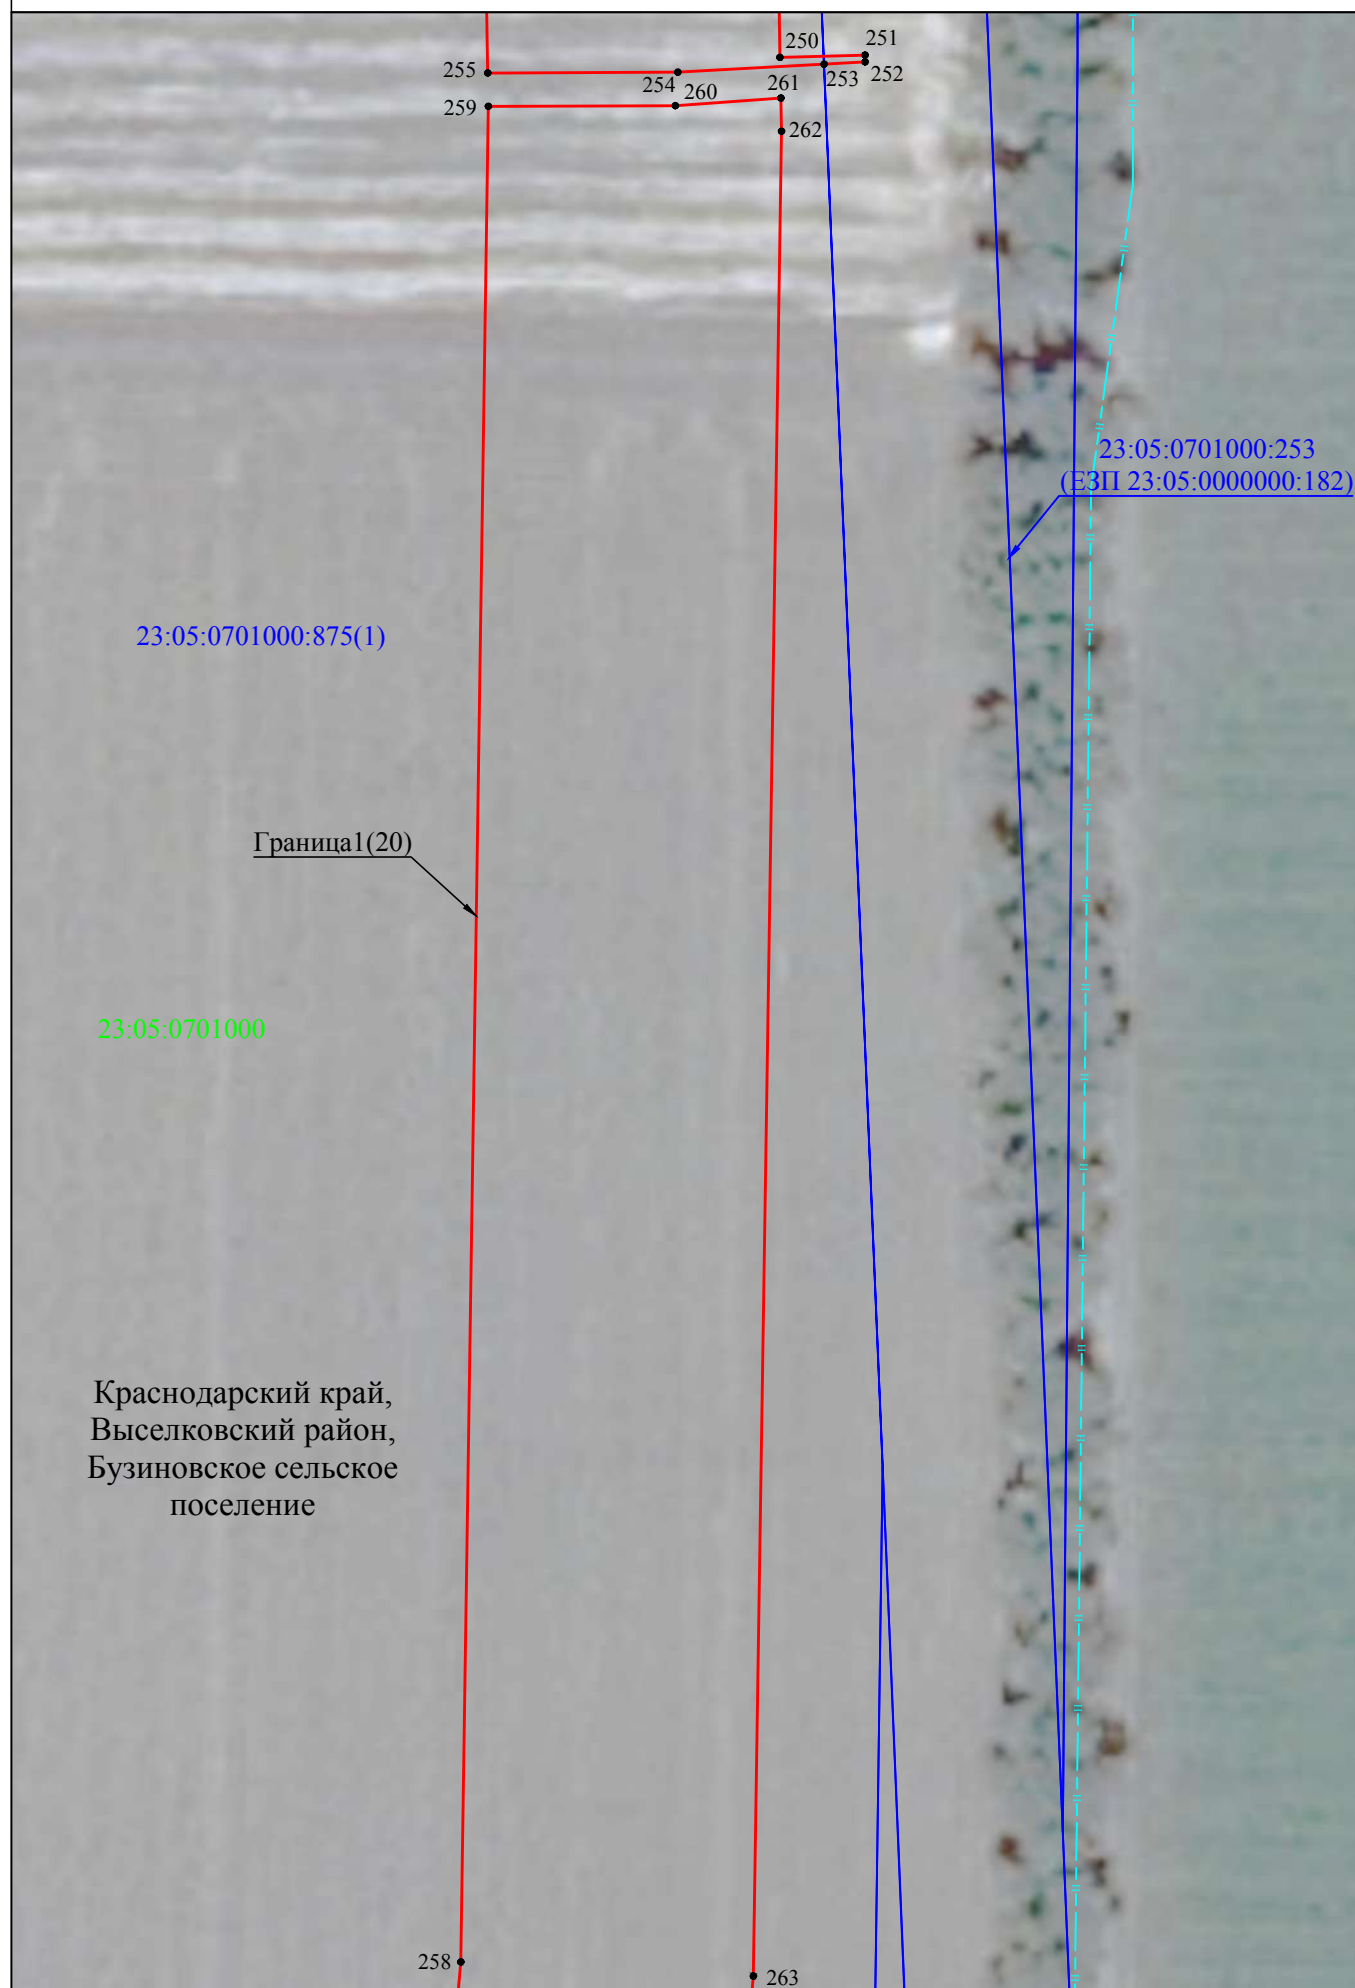 250
251
255
254
253
252
259
260
261
262
23:05:0701000:253
(ЕЗП 23:05:0000000:182)
23:05:0701000:875(1)
Граница1(20)
23:05:0701000
Краснодарский край,
Выселковский район,
Бузиновское сельское
поселение
258
263